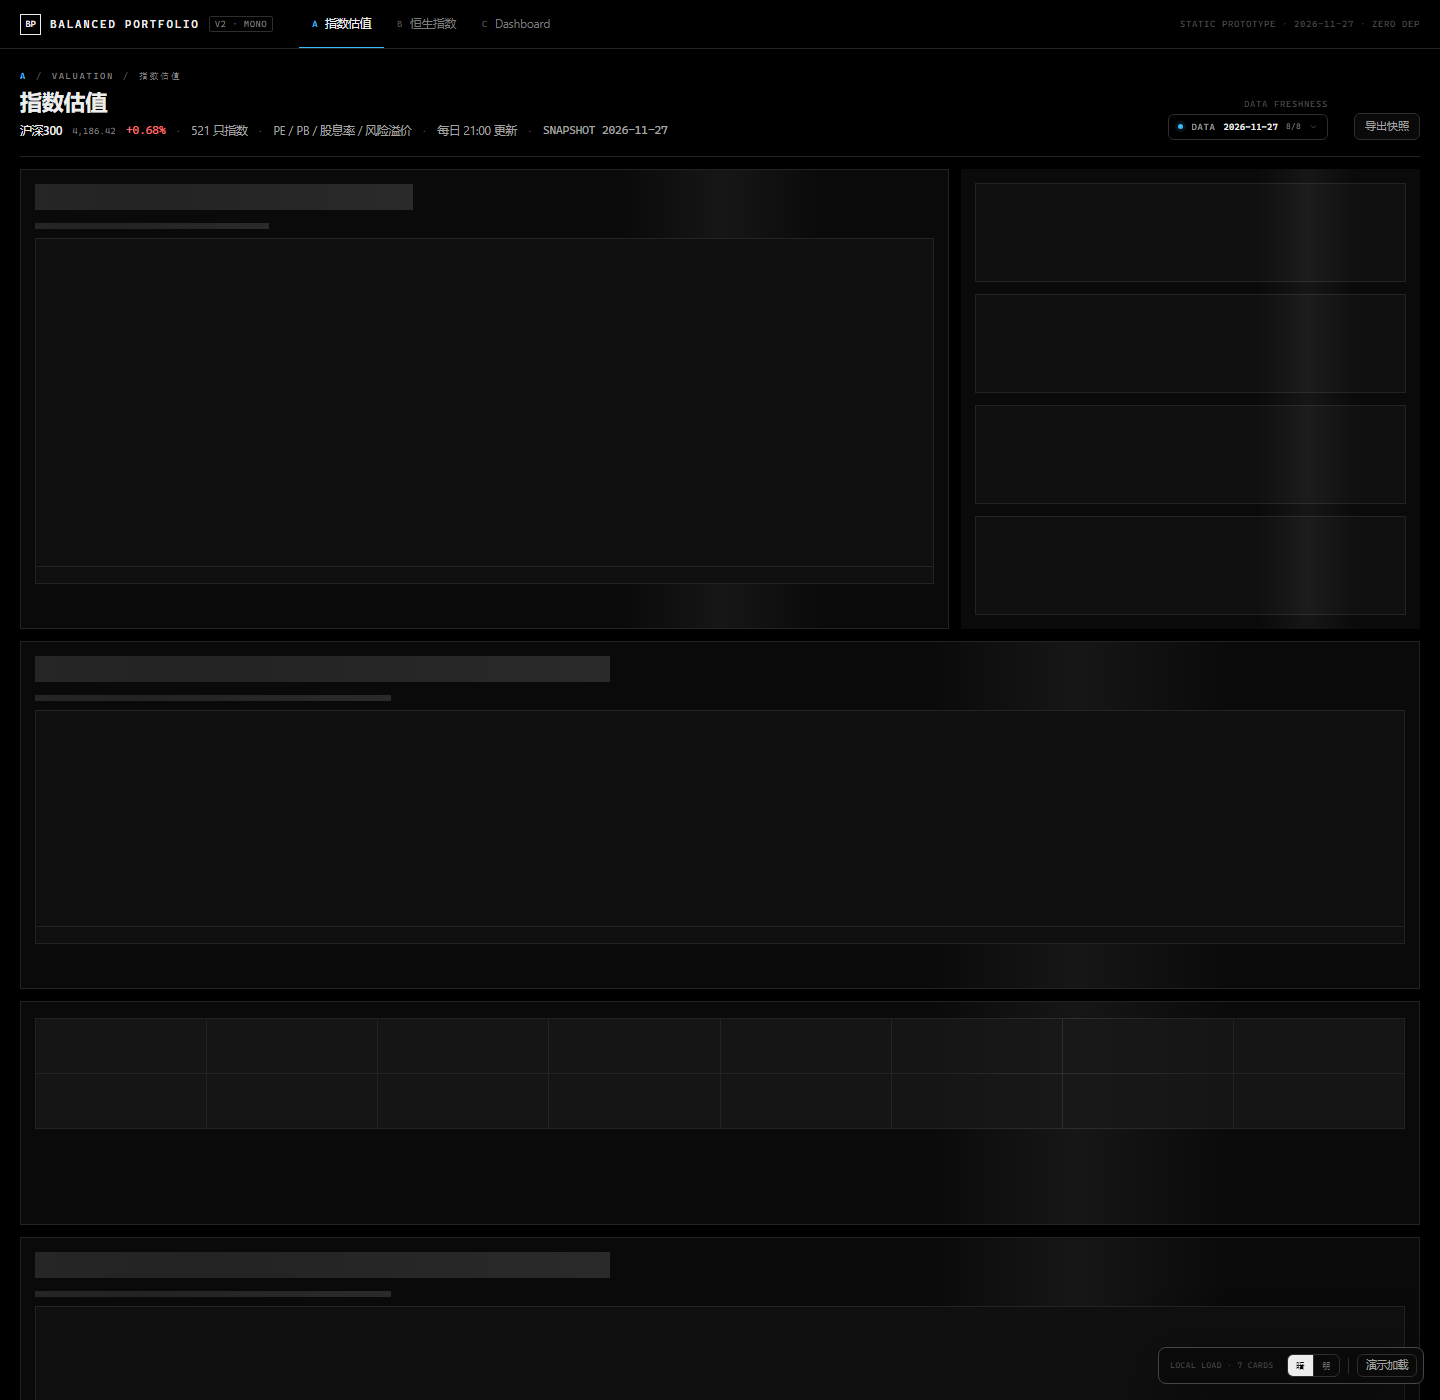 BP BALANCED PORTFOLIO V2 · MONO A 指数估值 B 恒生指数 C Dashboard STATIC PROTOTYPE · 2026-11-27 · ZERO DEP
A / VALUATION / 指数估值
指数估值
DATA FRESHNESS
沪深300 4,186.42 +0.68% · 521 只指数 · PE / PB / 股息率 / 风险溢价 · 每日 21:00 更新 · SNAPSHOT 2026-11-27
DATA 2026-11-27 8/8
导出快照
LOCAL LOAD · 7 CARDS 暗 明 演示加载